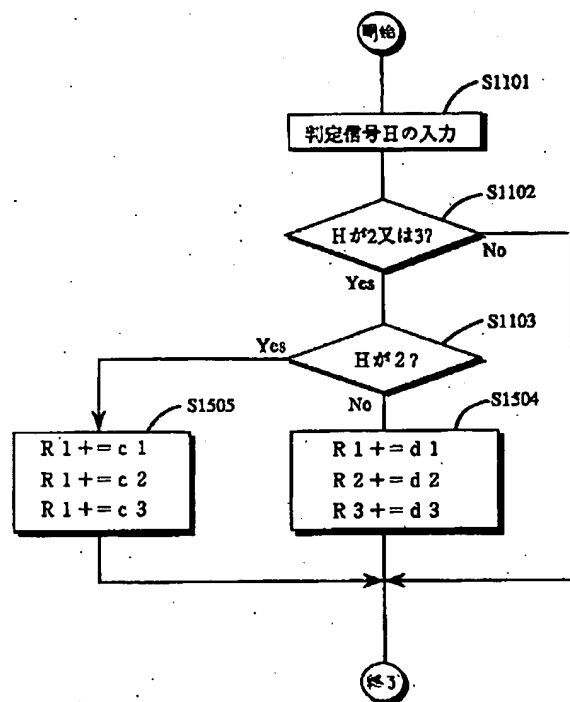 開始
S1101
判定信号Hの入力
S1102
Hが2又は3?
No
Yes
S1103
Yes
Hが2?
No
S1505
S1504
R1+=c1
R1+=c2
R1+=c3
R1+=d1
R2+=d2
R3+=d3